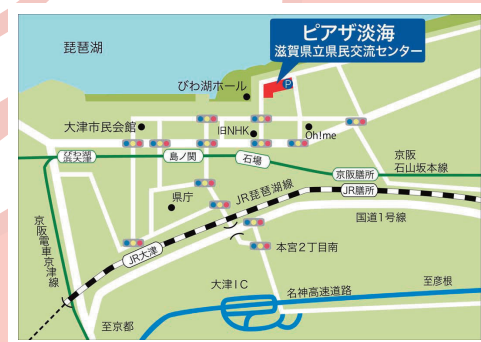 琵琶湖
ピアザ淡海
滋賀県立県民交流センター
P
びわ湖ホール
大津市民会館
旧NHK
Oh!me
びわ湖
浜大津
島ノ関
石場
京阪膳所
京阪
石山坂本線
県庁
JR琵琶湖線
JR膳所
国道1号線
京阪電車京津線
JR大津
本宮2丁目南
大津IC
名神高速道路
至彦根
至京都